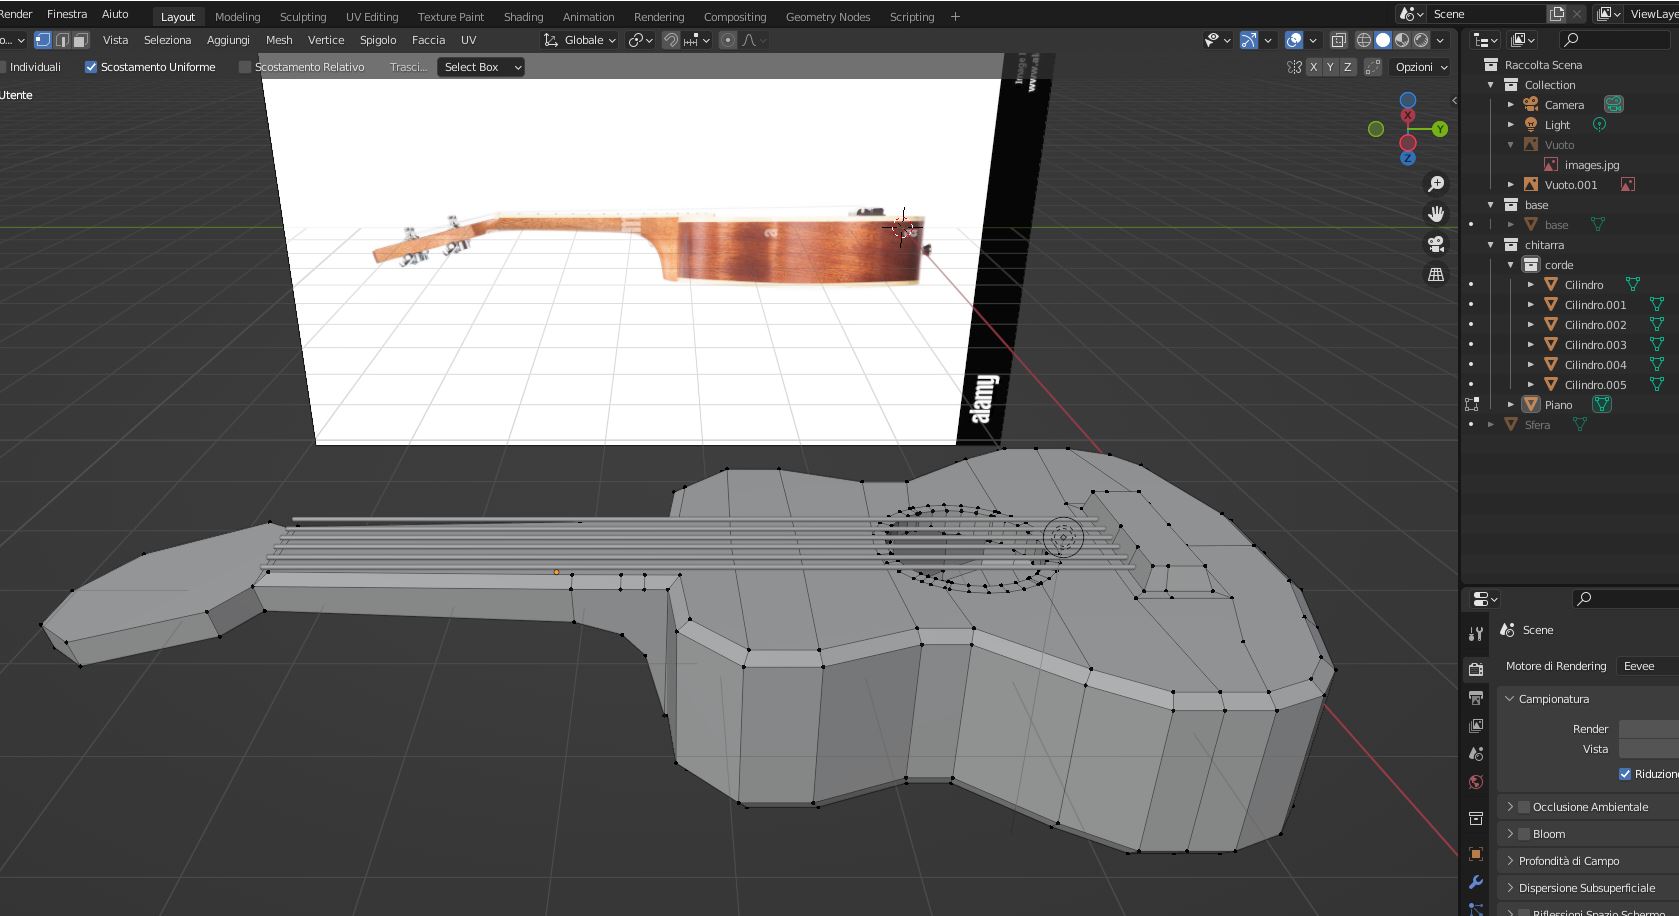 Render Finestra Aiuto Layout Modeling Sculpting UV Editing Texture Paint Shading Animation Rendering Compositing Geometry Nodes Scripting + Scene ViewLaye
o... Vista Seleziona Aggiungi Mesh Vertice Spigolo Faccia UV Globale
Individuali Scostamento Uniforme Scostamento Relativo Trasci... Select Box X Y Z Opzioni
Utente
Raccolta Scena
Collection
Camera
Light
Vuoto
images.jpg
Vuoto.001
base
base
chitarra
corde
Cilindro
Cilindro.001
Cilindro.002
Cilindro.003
Cilindro.004
Cilindro.005
Piano
Sfera
X
Y
Z
a
alamy
Scene
Motore di Rendering Eevee
Campionatura
Render
Vista
Riduzione
Occlusione Ambientale
Bloom
Profondità di Campo
Dispersione Subsuperficiale
Riflessioni Spazio Schermo